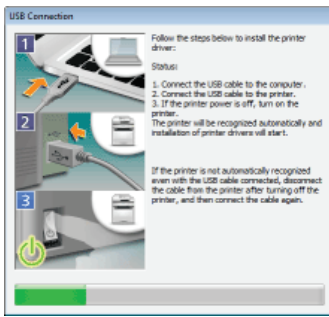 USB Connection
1
Follow the steps below to install the printer
driver:
Status:
1. Connect the USB cable to the computer.
2. Connect the USB cable to the printer.
3. If the printer power is off, turn on the
printer.
The printer will be recognized automatically and
installation of printer drivers will start.
2
If the printer is not automatically recognized
even with the USB cable connected, disconnect
the cable from the printer after turning off the
printer, and then connect the cable again.
3